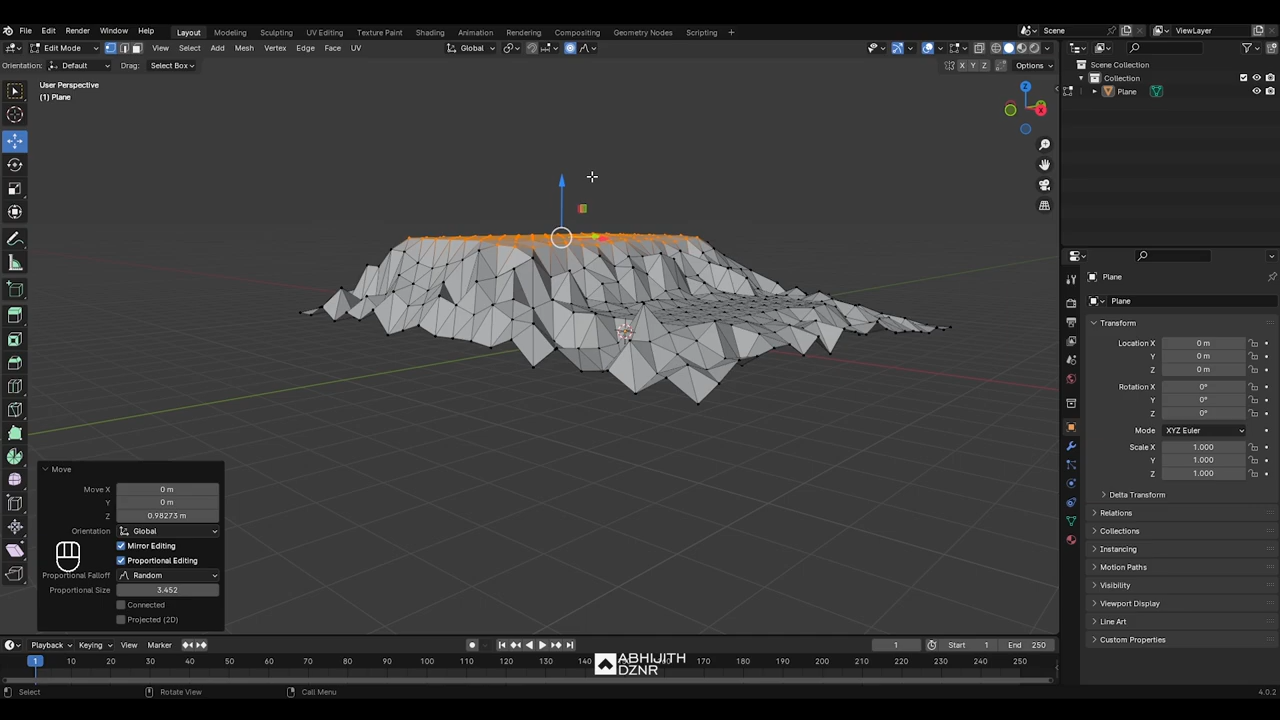 File Edit Render Window Help Layout Modeling Sculpting UV Editing Texture Paint Shading Animation Rendering Compositing Geometry Nodes Scripting + Scene ViewLayer
Edit Mode View Select Add Mesh Vertex Edge Face UV Global
Orientation: Default Drag: Select Box X Y Z Options
Scene Collection
Collection
Plane
User Perspective
(1) Plane
Z
Plane
Plane
Transform
Location X 0 m
Y 0 m
Z 0 m
Rotation X 0°
Y 0°
Z 0°
Mode XYZ Euler
Scale X 1.000
Y 1.000
Z 1.000
Delta Transform
Relations
Collections
Instancing
Motion Paths
Visibility
Viewport Display
Line Art
Custom Properties
Move
Move X 0 m
Y 0 m
Z 0.98273 m
Orientation Global
Mirror Editing
Proportional Editing
Proportional Falloff Random
Proportional Size 3.452
Connected
Projected (2D)
Playback Keying View Marker 1 Start 1 End 250
1 10 20 30 40 50 60 70 80 90 100 110 120 130 140 150 160 170 180 190 200 210 220 230 240 250
ABHIJITH
DZNR
Select Rotate View Call Menu 4.0.2